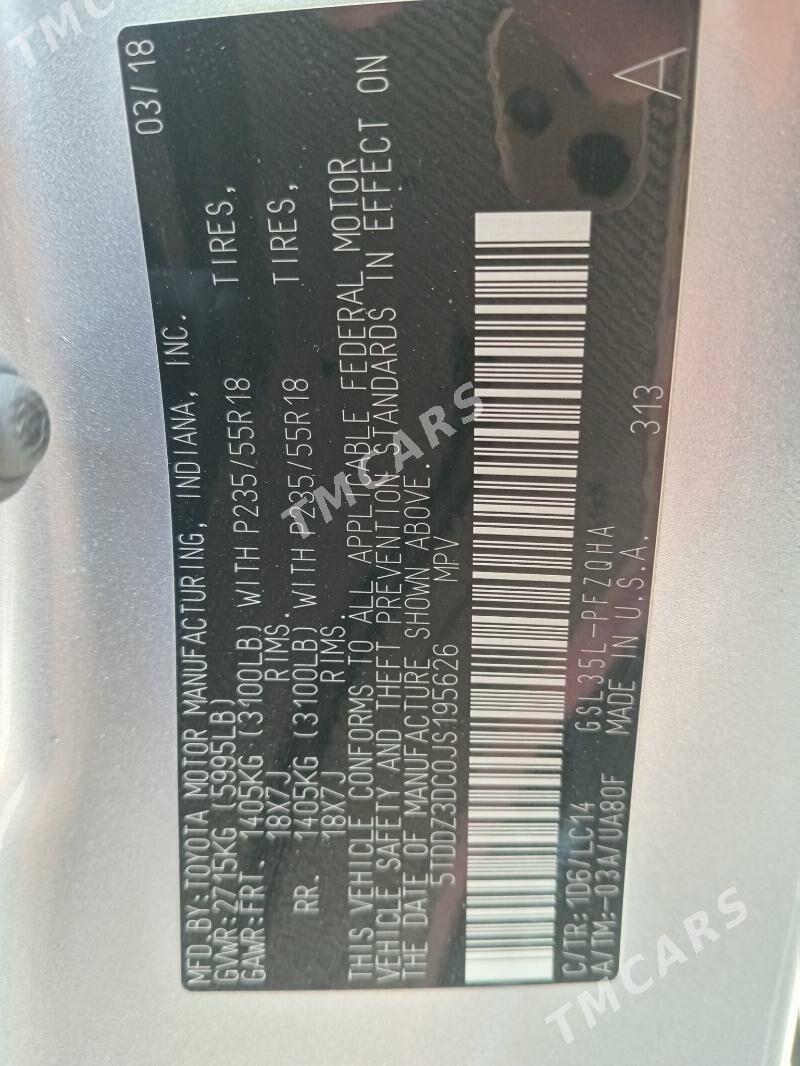 MFD.BY:TOYOTA MOTOR MANUFACTURING, INDIANA, INC. 03/18
GVWR:2715KG (5995LB)
GAWR:FRT. 1405KG (3100LB) WITH P235/55R18 TIRES,
18X7J RIMS.
RR. 1405KG (3100LB) WITH P235/55R18 TIRES,
18X7J RIMS.
THIS VEHICLE CONFORMS TO ALL APPLICABLE FEDERAL MOTOR
VEHICLE SAFETY AND THEFT PREVENTION STANDARDS IN EFFECT ON
THE DATE OF MANUFACTURE SHOWN ABOVE.
5TDDZ3DC0JS195626 MPV
C/TR:1D6/LC14 GSL35L-PFZQHA
A/TM:-03A/UA80F MADE IN U.S.A. 313 A
TMCARS
TMCARS
TMCARS
TMCARS